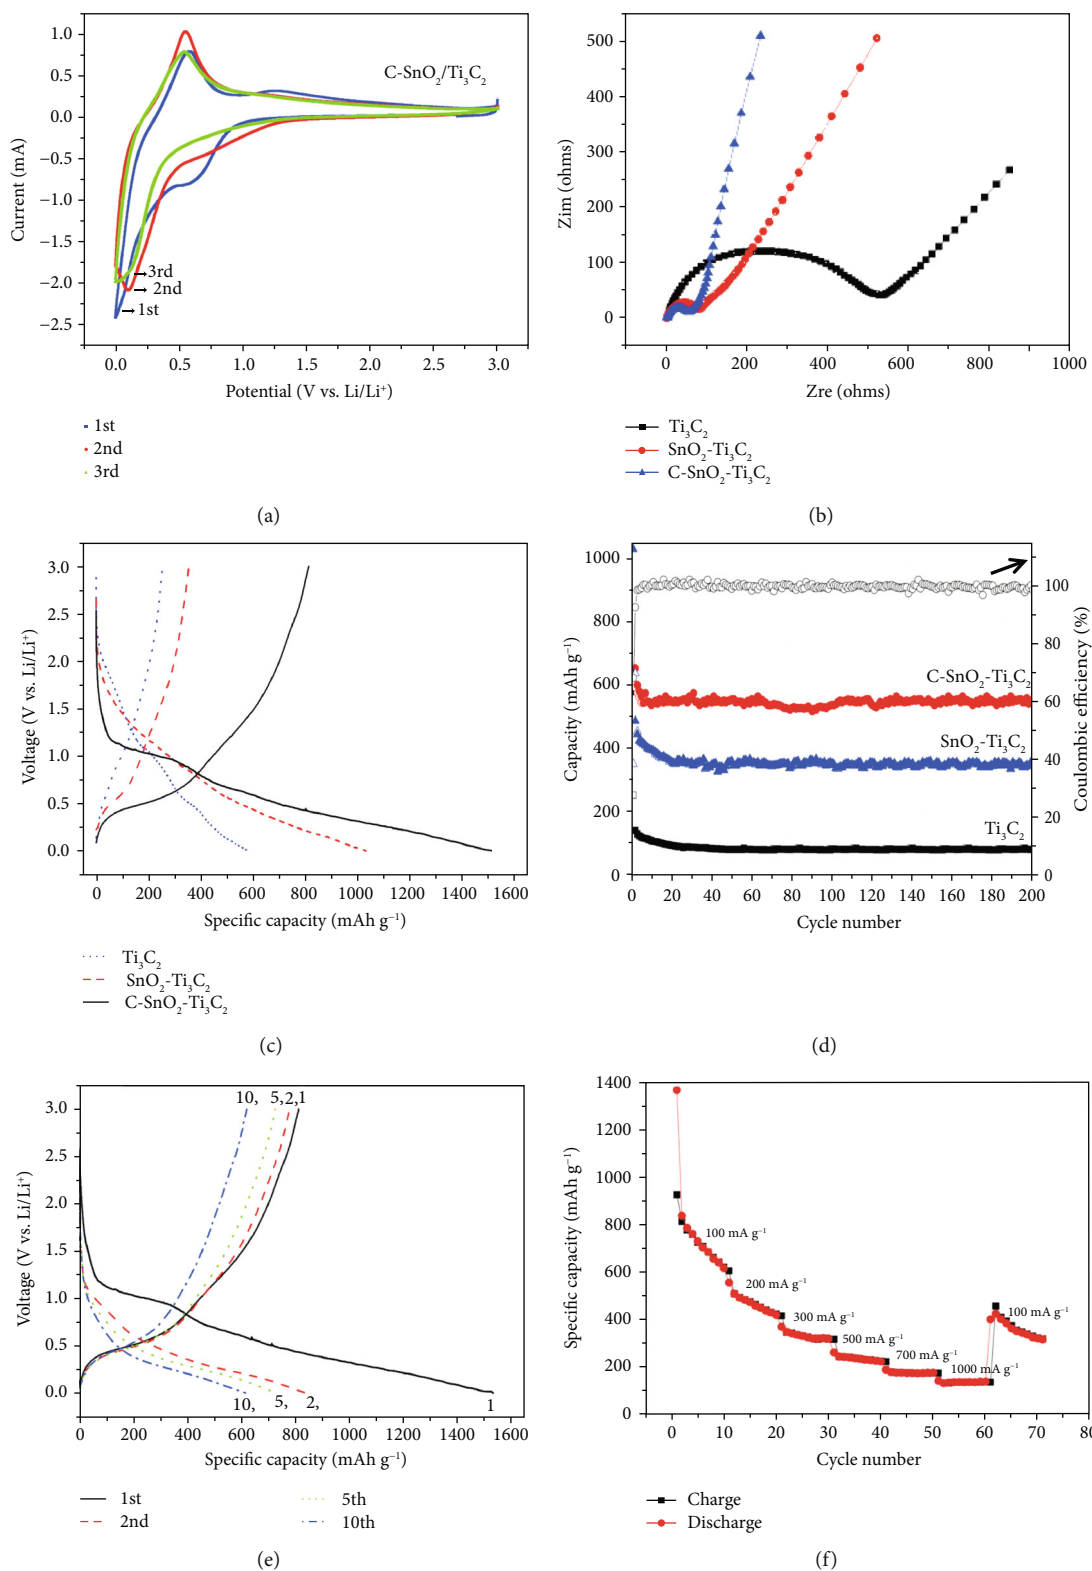 1.0
0.5
0.0
−0.5
−1.0
−1.5
−2.0
−2.5
Current (mA)
C-SnO₂/Ti₃C₂
3rd
2nd
1st
0.0 0.5 1.0 1.5 2.0 2.5 3.0
Potential (V vs. Li/Li⁺)
1st
2nd
3rd
(a)
500
400
300
200
100
0
Zim (ohms)
0 200 400 600 800 1000
Zre (ohms)
Ti₃C₂
SnO₂-Ti₃C₂
C-SnO₂-Ti₃C₂
(b)
3.0
2.5
2.0
1.5
1.0
0.5
0.0
Voltage (V vs. Li/Li⁺)
0 200 400 600 800 1000 1200 1400 1600
Specific capacity (mAh g⁻¹)
Ti₃C₂
SnO₂-Ti₃C₂
C-SnO₂-Ti₃C₂
(c)
1000
800
600
400
200
0
Capacity (mAh g⁻¹)
C-SnO₂-Ti₃C₂
SnO₂-Ti₃C₂
Ti₃C₂
100
80
60
40
20
0
Coulombic efficiency (%)
0 20 40 60 80 100 120 140 160 180 200
Cycle number
(d)
3.0
2.5
2.0
1.5
1.0
0.5
0.0
Voltage (V vs. Li/Li⁺)
10, 5, 2, 1
10, 5, 2, 1
0 200 400 600 800 1000 1200 1400 1600
Specific capacity (mAh g⁻¹)
1st 5th
2nd 10th
(e)
1400
1200
1000
800
600
400
200
0
Specific capacity (mAh g⁻¹)
100 mA g⁻¹
200 mA g⁻¹
300 mA g⁻¹
500 mA g⁻¹
700 mA g⁻¹
1000 mA g⁻¹
100 mA g⁻¹
0 10 20 30 40 50 60 70 80
Cycle number
Charge
Discharge
(f)